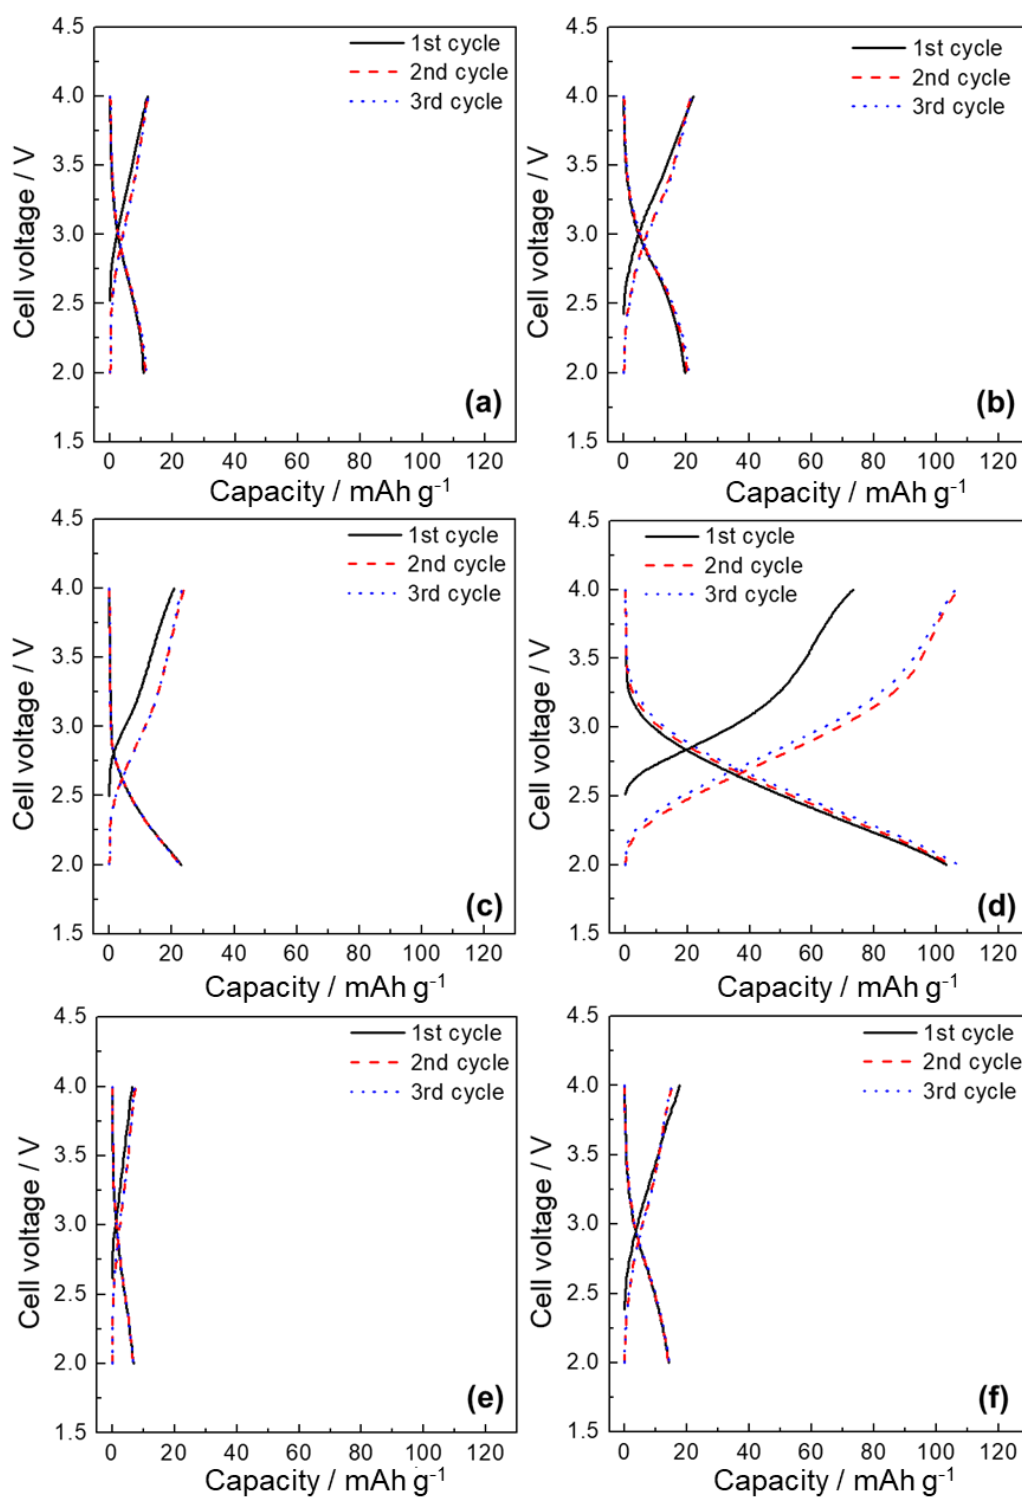 4.5
4.0
3.5
3.0
2.5
2.0
1.5
Cell voltage / V
1st cycle
2nd cycle
3rd cycle
(a)
0 20 40 60 80 100 120
Capacity / mAh g⁻¹
4.5
4.0
3.5
3.0
2.5
2.0
1.5
Cell voltage / V
1st cycle
2nd cycle
3rd cycle
(b)
0 20 40 60 80 100 120
Capacity / mAh g⁻¹
4.5
4.0
3.5
3.0
2.5
2.0
1.5
Cell voltage / V
1st cycle
2nd cycle
3rd cycle
(c)
0 20 40 60 80 100 120
Capacity / mAh g⁻¹
4.5
4.0
3.5
3.0
2.5
2.0
1.5
Cell voltage / V
1st cycle
2nd cycle
3rd cycle
(d)
0 20 40 60 80 100 120
Capacity / mAh g⁻¹
4.5
4.0
3.5
3.0
2.5
2.0
1.5
Cell voltage / V
1st cycle
2nd cycle
3rd cycle
(e)
0 20 40 60 80 100 120
Capacity / mAh g⁻¹
4.5
4.0
3.5
3.0
2.5
2.0
1.5
Cell voltage / V
1st cycle
2nd cycle
3rd cycle
(f)
0 20 40 60 80 100 120
Capacity / mAh g⁻¹